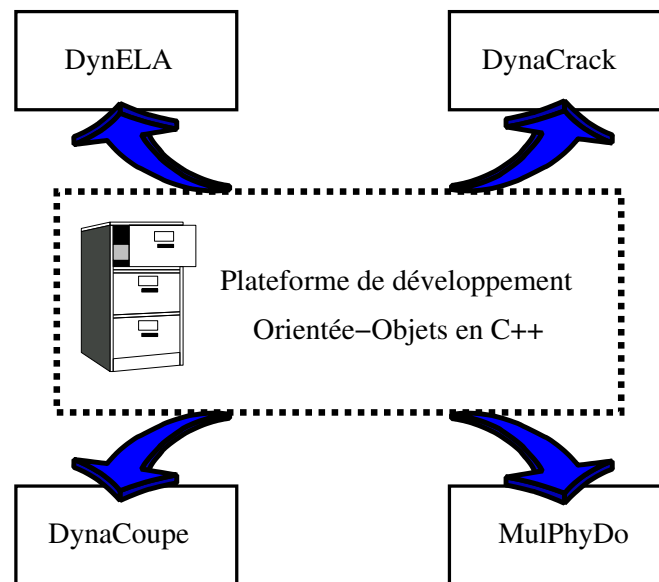 DynELA
DynaCrack
Plateforme de développement
Orientée−Objets en C++
DynaCoupe
MulPhyDo